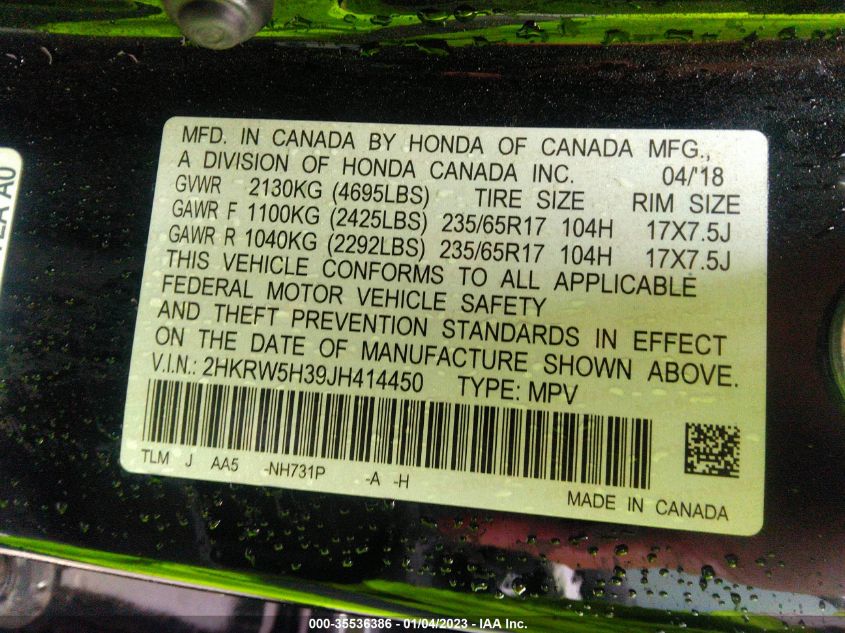 MFD. IN CANADA BY HONDA OF CANADA MFG.,
A DIVISION OF HONDA CANADA INC. 04/'18
GVWR 2130KG (4695LBS) TIRE SIZE RIM SIZE
GAWR F 1100KG (2425LBS) 235/65R17 104H 17X7.5J
GAWR R 1040KG (2292LBS) 235/65R17 104H 17X7.5J
THIS VEHICLE CONFORMS TO ALL APPLICABLE
FEDERAL MOTOR VEHICLE SAFETY
AND THEFT PREVENTION STANDARDS IN EFFECT
ON THE DATE OF MANUFACTURE SHOWN ABOVE.
V.I.N.: 2HKRW5H39JH414450 TYPE: MPV
TLM J AA5 -NH731P -A -H
MADE IN CANADA
000-35536386 - 01/04/2023 - IAA Inc.